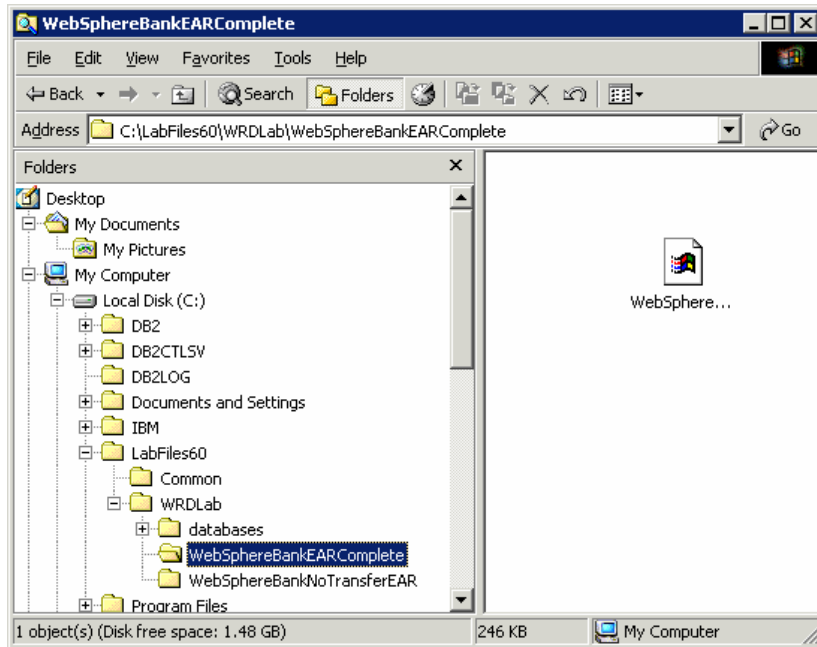 WebSphereBankEARComplete
File Edit View Favorites Tools Help
Back Search Folders
Address C:\LabFiles60\WRDLab\WebSphereBankEARComplete Go
Folders x
Desktop
My Documents
My Pictures
My Computer
Local Disk (C:)
DB2
DB2CTLSV
DB2LOG
Documents and Settings
IBM
LabFiles60
Common
WRDLab
databases
WebSphereBankEARComplete
WebSphereBankNoTransferEAR
Program Files
WebSphere...
1 object(s) (Disk free space: 1.48 GB) 246 KB My Computer